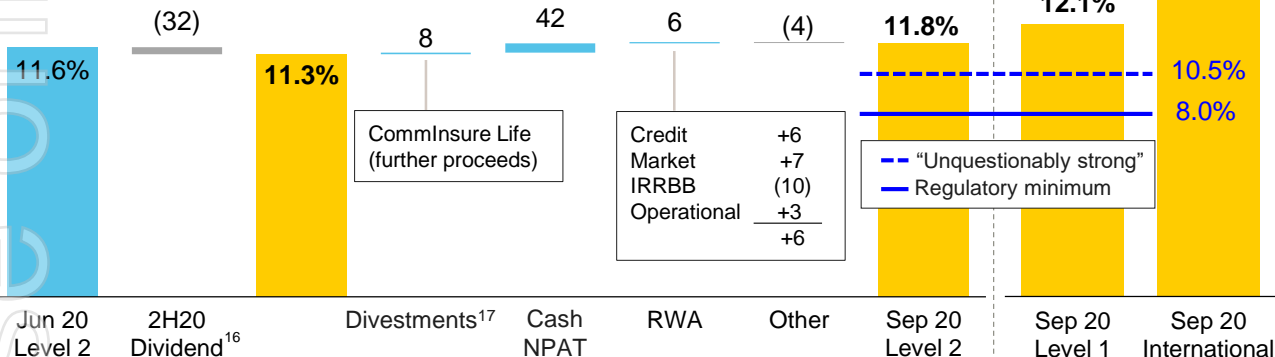 (32)
8
42
6
(4)
11.8%
12.1%
11.6%
11.3%
10.5%
8.0%
CommInsure Life
(further proceeds)
Credit +6
Market +7
IRRBB (10)
Operational +3
+6
“Unquestionably strong”
Regulatory minimum
Jun 20
Level 2
2H20
Dividend16
Divestments17
Cash
NPAT
RWA
Other
Sep 20
Level 2
Sep 20
Level 1
Sep 20
International